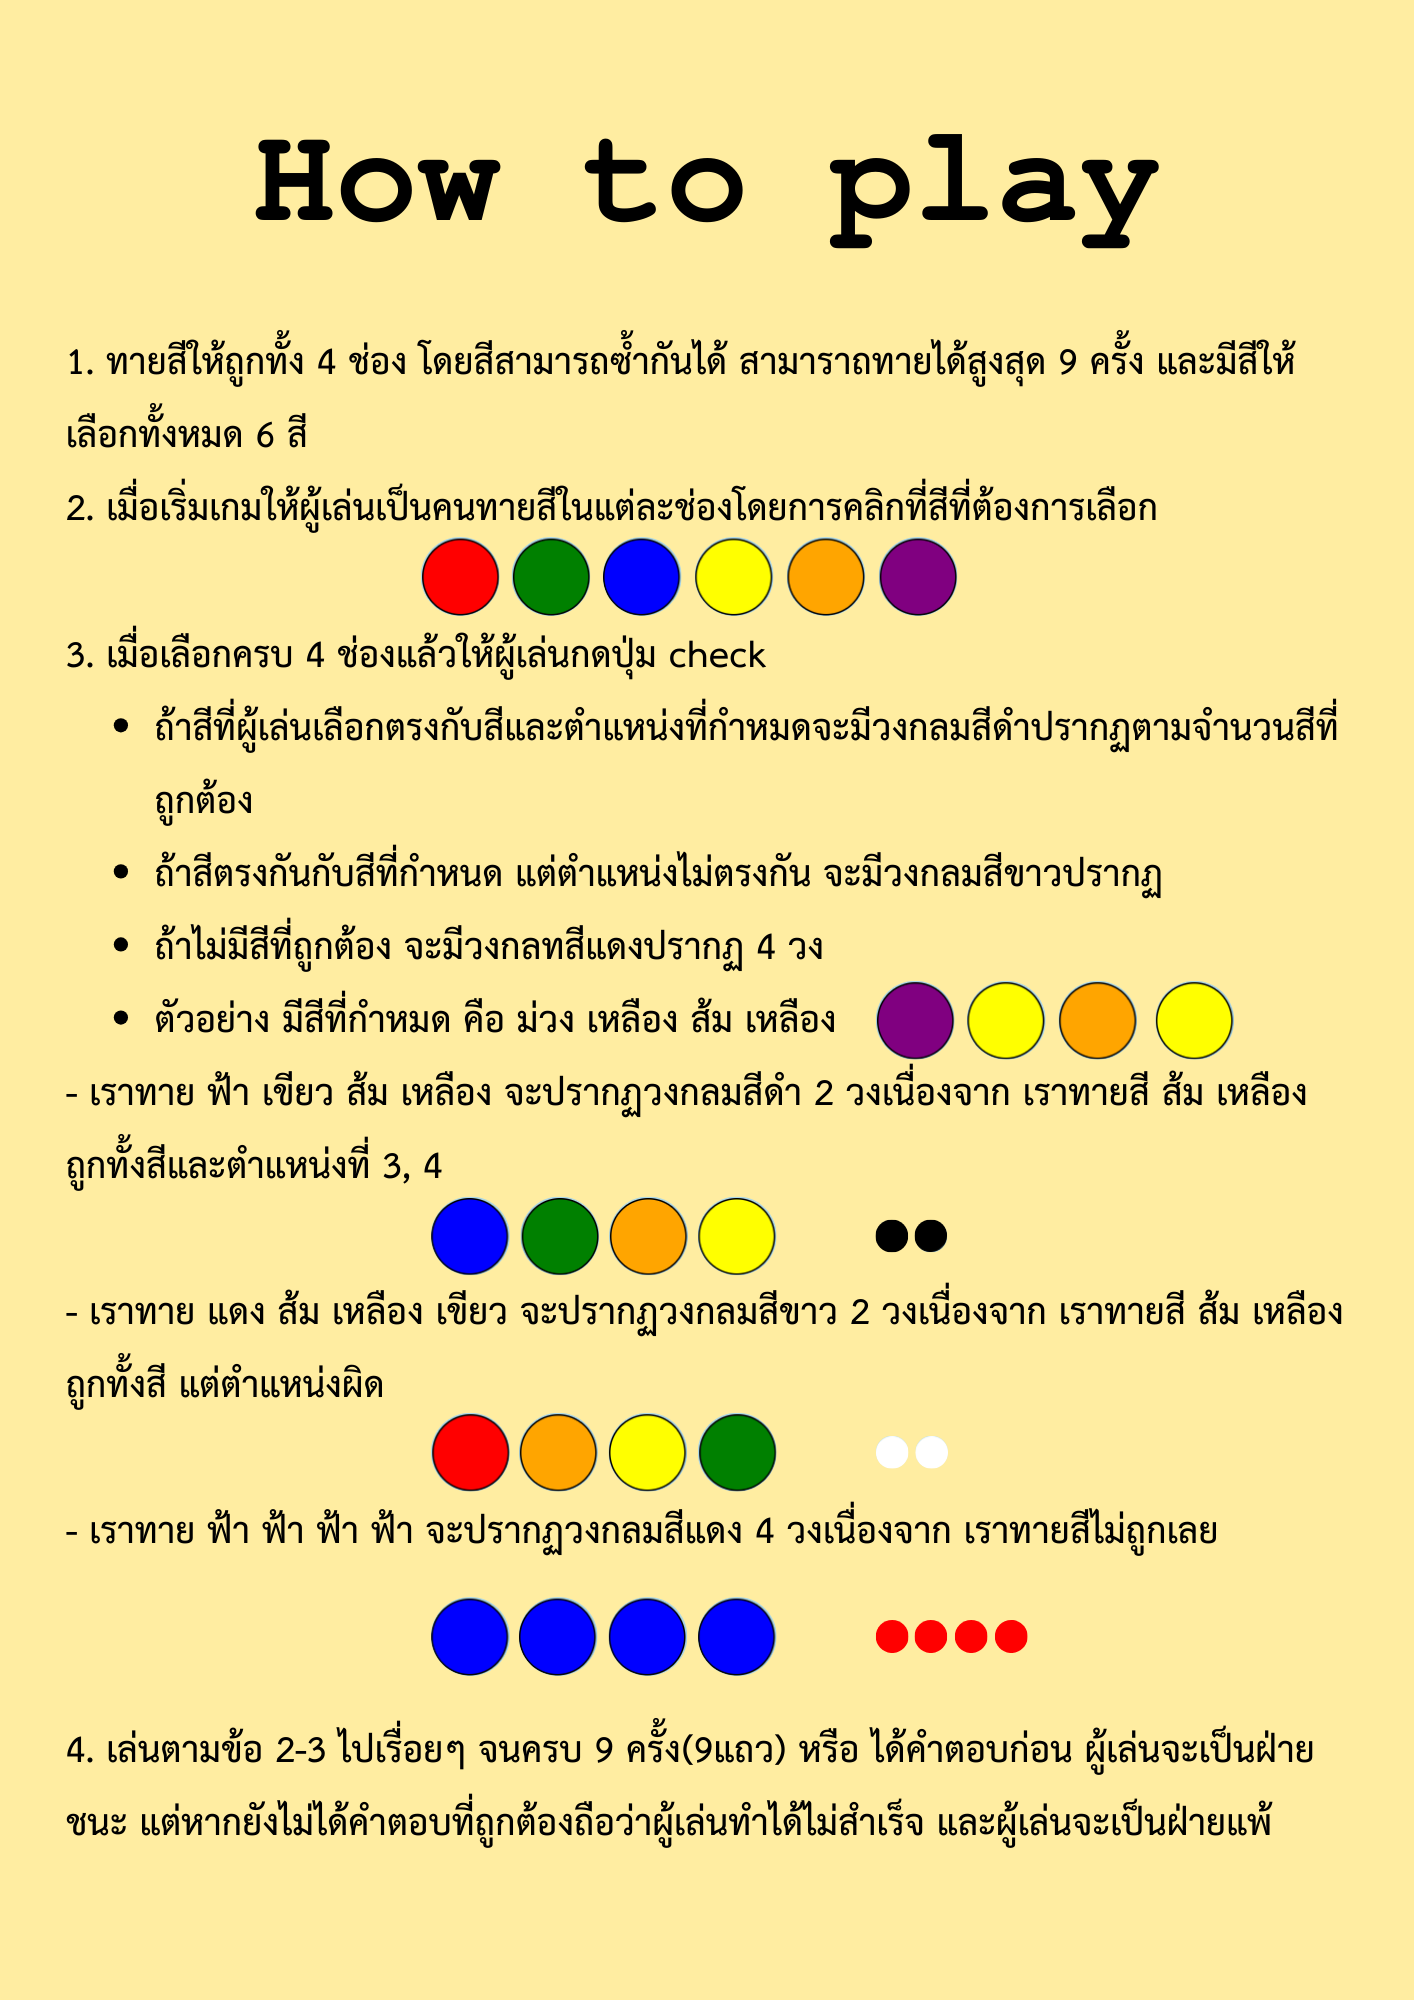 How to play
1. ทายสีให้ถูกทั้ง 4 ช่อง โดยสีสามารถซ้ำกันได้ สามาราถทายได้สูงสุด 9 ครั้ง และมีสีให้
เลือกทั้งหมด 6 สี
2. เมื่อเริ่มเกมให้ผู้เล่นเป็นคนทายสีในแต่ละช่องโดยการคลิกที่สีที่ต้องการเลือก
3. เมื่อเลือกครบ 4 ช่องแล้วให้ผู้เล่นกดปุ่ม check
• ถ้าสีที่ผู้เล่นเลือกตรงกับสีและตำแหน่งที่กำหมดจะมีวงกลมสีดำปรากฏตามจำนวนสีที่
ถูกต้อง
• ถ้าสีตรงกันกับสีที่กำหนด แต่ตำแหน่งไม่ตรงกัน จะมีวงกลมสีขาวปรากฏ
• ถ้าไม่มีสีที่ถูกต้อง จะมีวงกลทสีแดงปรากฏ 4 วง
• ตัวอย่าง มีสีที่กำหมด คือ ม่วง เหลือง ส้ม เหลือง
- เราทาย ฟ้า เขียว ส้ม เหลือง จะปรากฏวงกลมสีดำ 2 วงเนื่องจาก เราทายสี ส้ม เหลือง
ถูกทั้งสีและตำแหน่งที่ 3, 4
- เราทาย แดง ส้ม เหลือง เขียว จะปรากฏวงกลมสีขาว 2 วงเนื่องจาก เราทายสี ส้ม เหลือง
ถูกทั้งสี แต่ตำแหน่งผิด
- เราทาย ฟ้า ฟ้า ฟ้า ฟ้า จะปรากฏวงกลมสีแดง 4 วงเนื่องจาก เราทายสีไม่ถูกเลย
4. เล่นตามข้อ 2-3 ไปเรื่อยๆ จนครบ 9 ครั้ง(9แถว) หรือ ได้คำตอบก่อน ผู้เล่นจะเป็นฝ่าย
ชนะ แต่หากยังไม่ได้คำตอบที่ถูกต้องถือว่าผู้เล่นทำได้ไม่สำเร็จ และผู้เล่นจะเป็นฝ่ายแพ้